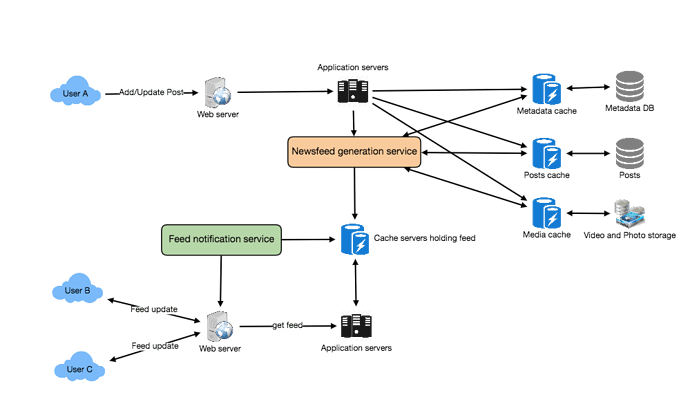 Application servers
User A
Add/Update Post
Web server
Metadata cache
Metadata DB
Newsfeed generation service
Posts cache
Posts
Media cache
Video and Photo storage
Feed notification service
Cache servers holding feed
User B
Feed update
get feed
Feed update
Web server
Application servers
User C